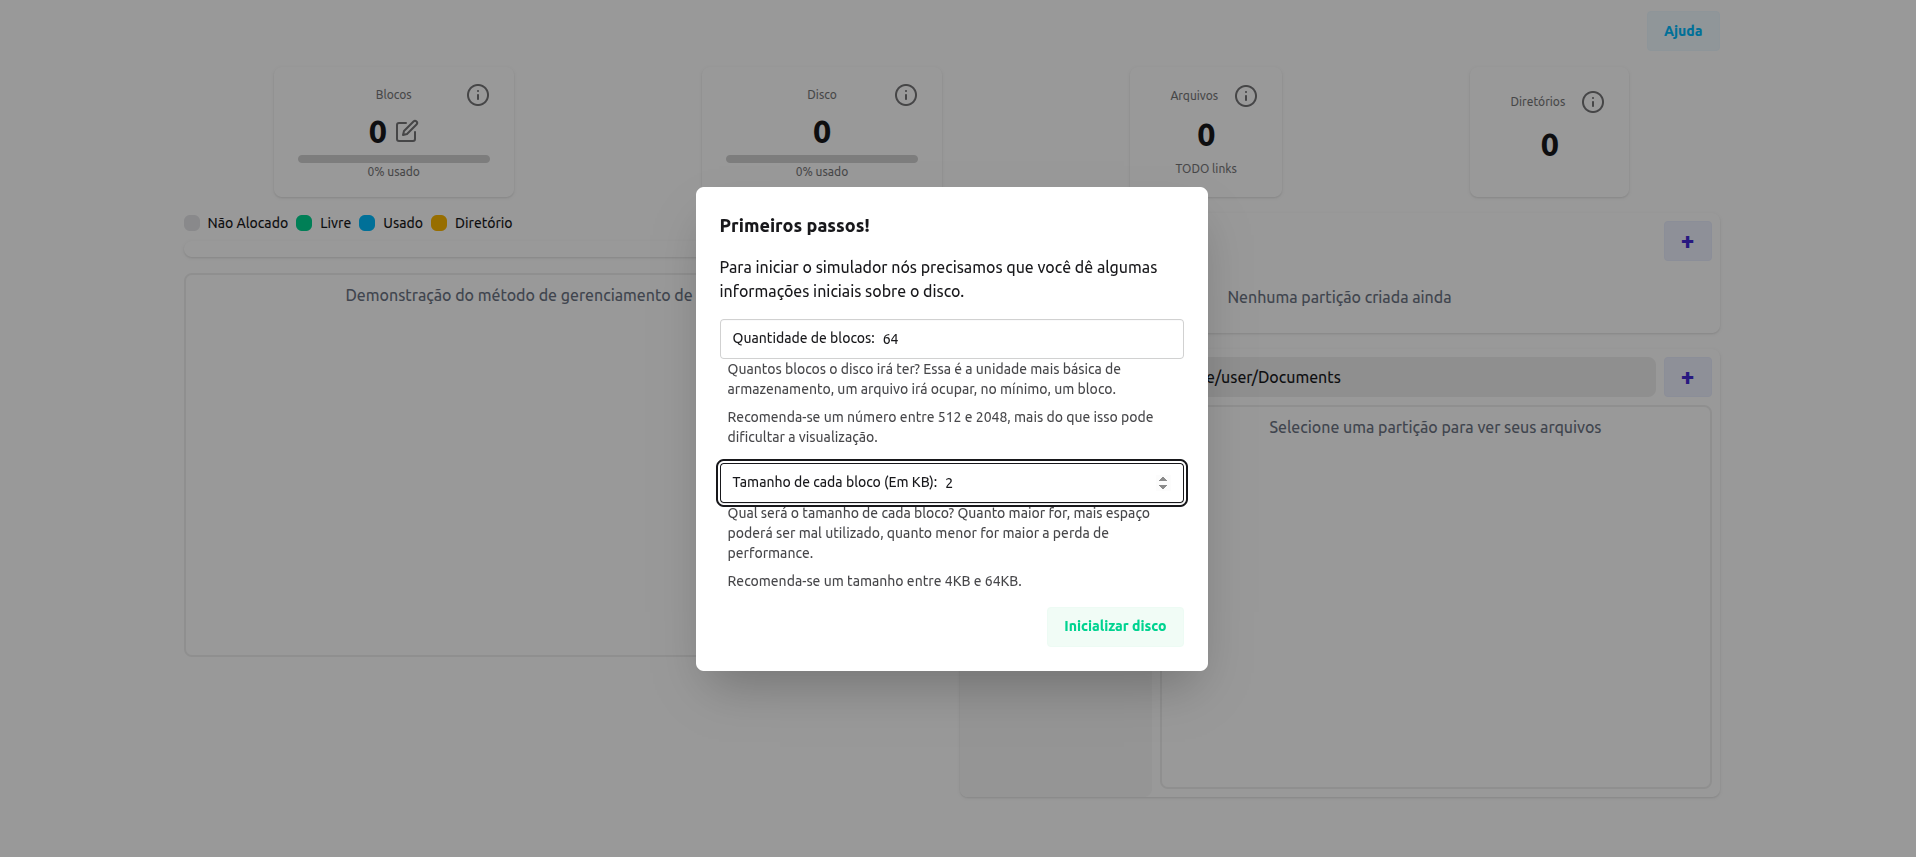 Ajuda
Blocos
0
0% usado
Disco
0
0% usado
Arquivos
0
TODO links
Diretórios
0
Não Alocado Livre Usado Diretório
+
Demonstração do método de gerenciamento de
Nenhuma partição criada ainda
e/user/Documents
+
Selecione uma partição para ver seus arquivos
Primeiros passos!
Para iniciar o simulador nós precisamos que você dê algumas
informações iniciais sobre o disco.
Quantidade de blocos: 64
Quantos blocos o disco irá ter? Essa é a unidade mais básica de
armazenamento, um arquivo irá ocupar, no mínimo, um bloco.
Recomenda-se um número entre 512 e 2048, mais do que isso pode
dificultar a visualização.
Tamanho de cada bloco (Em KB): 2
Qual será o tamanho de cada bloco? Quanto maior for, mais espaço
poderá ser mal utilizado, quanto menor for maior a perda de
performance.
Recomenda-se um tamanho entre 4KB e 64KB.
Inicializar disco